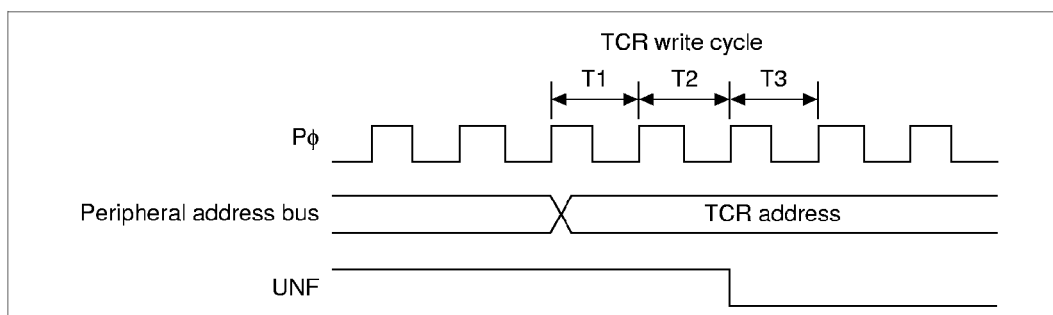 TCR write cycle
T1 T2 T3
Pϕ
Peripheral address bus TCR address
UNF